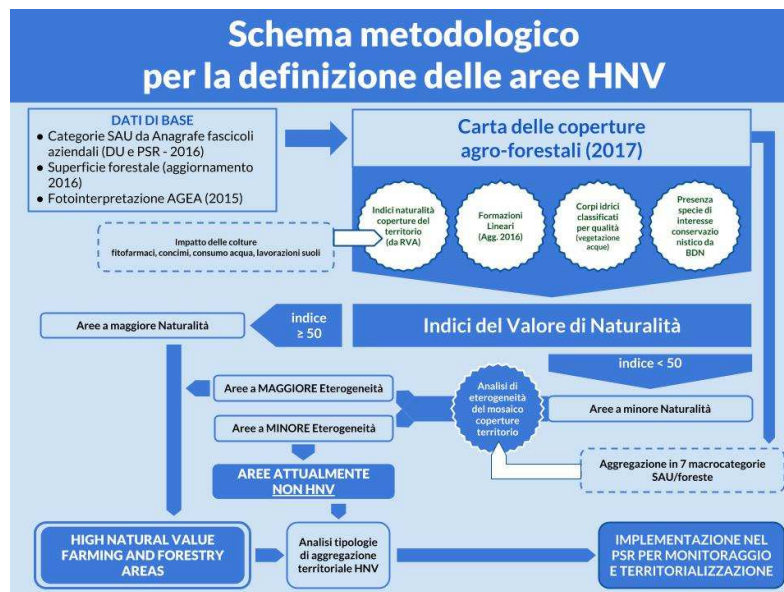 Schema metodologico
per la definizione delle aree HNV
DATI DI BASE
● Categorie SAU da Anagrafe fascicoli
aziendali (DU e PSR - 2016)
● Superficie forestale (aggiornamento
2016)
● Fotointerpretazione AGEA (2015)
Carta delle coperture
agro-forestali (2017)
Indici naturalità
coperture del
territorio
(da RVA)
Formazioni
Lineari
(Agg. 2016)
Corpi idrici
classificati
per qualità
(vegetazione
acque)
Presenza
specie di
interesse
conservazio
nistico da
BDN
Impatto delle colture
fitofarmaci, concimi, consumo acqua, lavorazioni suoli
Indici del Valore di Naturalità
indice
≥ 50
Aree a maggiore Naturalità
indice < 50
Aree a minore Naturalità
Analisi di
eterogeneità
del mosaico
coperture
territorio
Aree a MAGGIORE Eterogeneità
Aree a MINORE Eterogeneità
Aggregazione in 7 macrocategorie
SAU/foreste
AREE ATTUALMENTE
NON HNV
HIGH NATURAL VALUE
FARMING AND FORESTRY
AREAS
Analisi tipologie
di aggregazione
territoriale HNV
IMPLEMENTAZIONE NEL
PSR PER MONITORAGGIO
E TERRITORIALIZZAZIONE